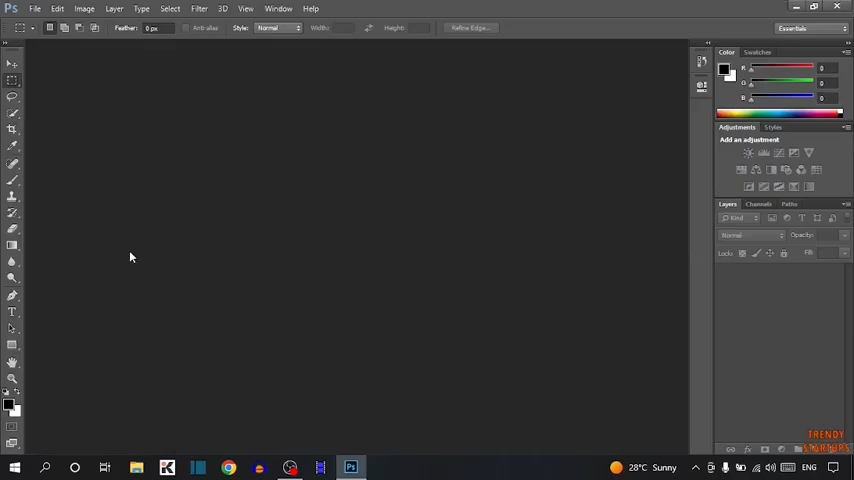 Ps File Edit Image Layer Type Select Filter 3D View Window Help
Feather: 0 px Anti-alias Style: Normal Width: Height: Refine Edge... Essentials
Color Swatches
R 0
G 0
B 0
Adjustments Styles
Add an adjustment
Layers Channels Paths
Kind
Normal Opacity:
Lock: Fill:
TRENDY
STARTUPS
Ps 28°C Sunny ENG